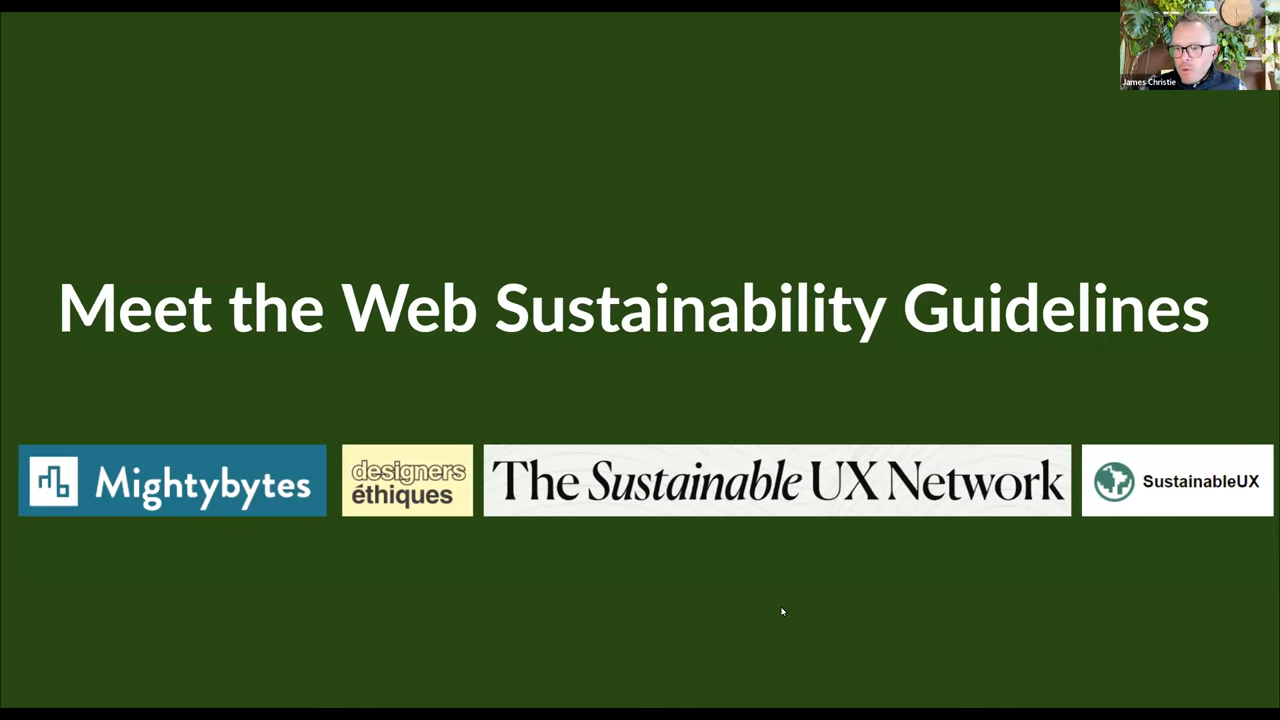 James Christie
Meet the Web Sustainability Guidelines
Mightybytes
designers
éthiques
The Sustainable UX Network
SustainableUX